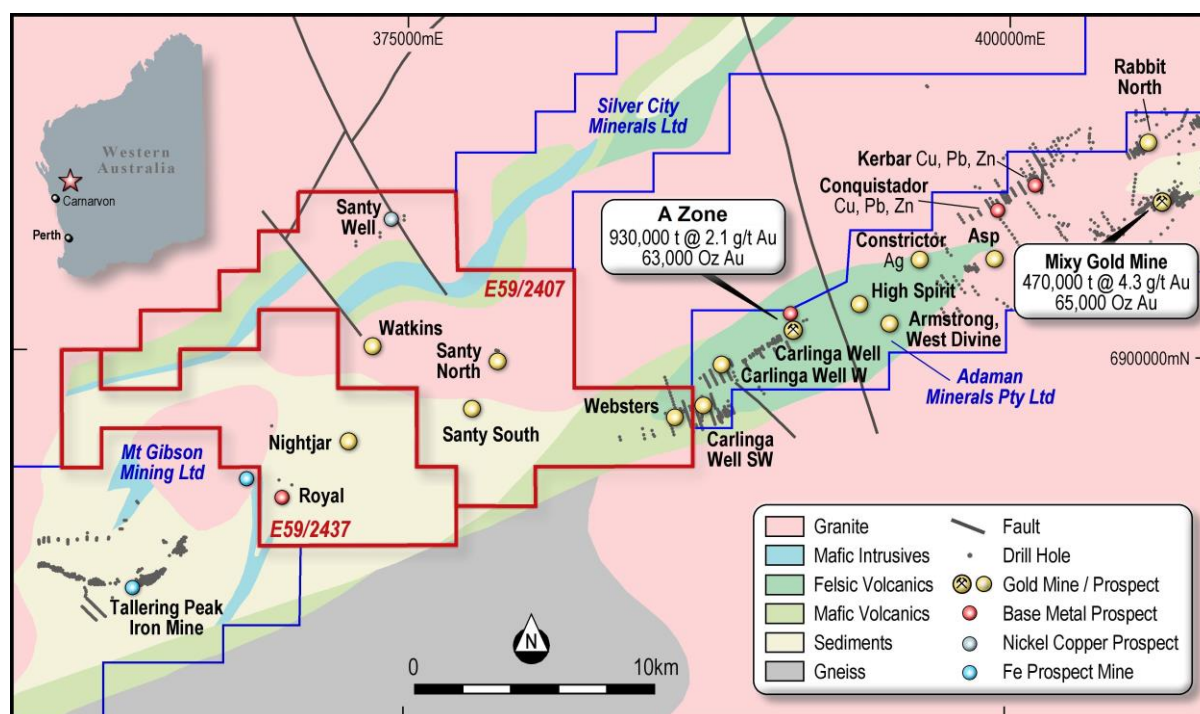 375000mE
400000mE
Rabbit
North
Silver City
Minerals Ltd
Western
Australia
Carnarvon
Perth
Kerbar Cu, Pb, Zn
Conquistador
Cu, Pb, Zn
Santy
Well
A Zone
930,000 t @ 2.1 g/t Au
63,000 Oz Au
Constrictor
Ag
Asp
Mixy Gold Mine
470,000 t @ 4.3 g/t Au
65,000 Oz Au
E59/2407
High Spirit
Watkins
Armstrong,
West Divine
Santy
North
Carlinga Well
Carlinga Well W
6900000mN
Adaman
Minerals Pty Ltd
Websters
Santy South
Carlinga
Well SW
Nightjar
Mt Gibson
Mining Ltd
Royal
E59/2437
Tallering Peak
Iron Mine
N
0
10km
Granite
Mafic Intrusives
Felsic Volcanics
Mafic Volcanics
Sediments
Gneiss
Fault
Drill Hole
Gold Mine / Prospect
Base Metal Prospect
Nickel Copper Prospect
Fe Prospect Mine